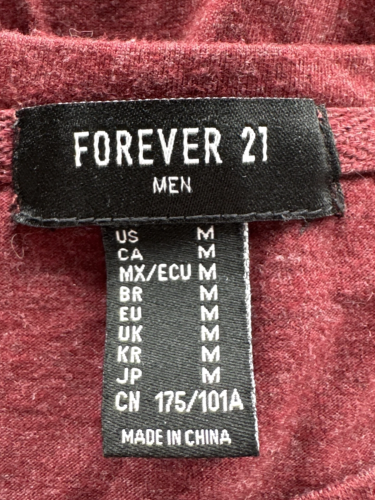 FOREVER 21
MEN
US M
CA M
MX/ECU M
BR M
EU M
UK M
KR M
JP M
CN 175/101A
MADE IN CHINA